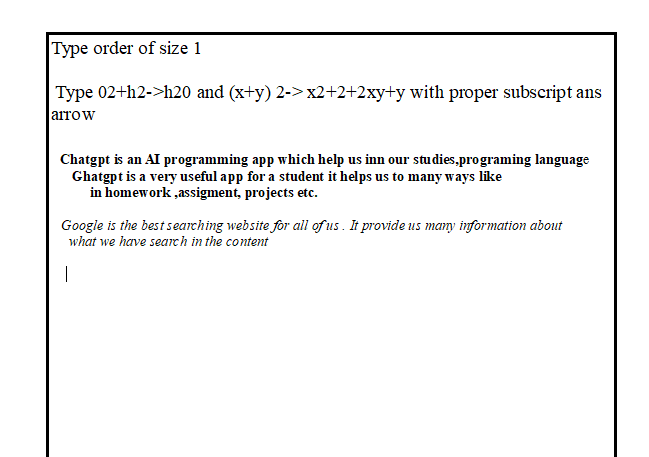 Type order of size 1
Type 02+h2->h20 and (x+y) 2-> x2+2+2xy+y with proper subscript ans
arrow
Chatgpt is an AI programming app which help us inn our studies,programing language
Ghatgpt is a very useful app for a student it helps us to many ways like
in homework ,assigment, projects etc.
Google is the best searching website for all of us . It provide us many information about
what we have search in the content